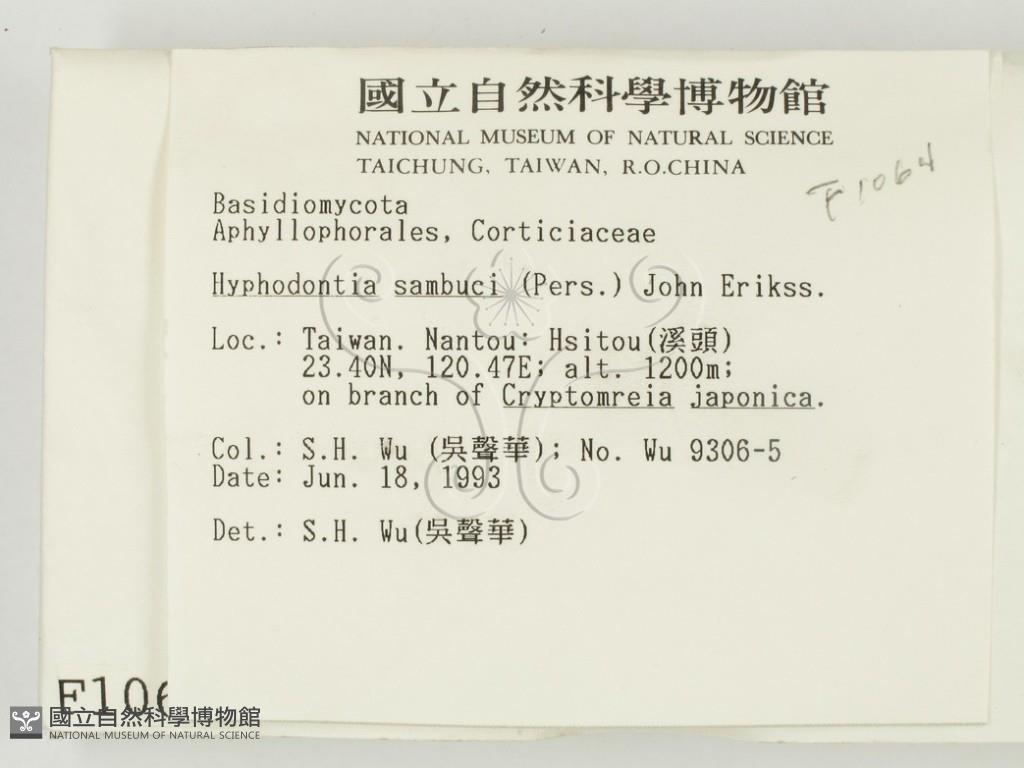 國立自然科學博物館
NATIONAL MUSEUM OF NATURAL SCIENCE
TAICHUNG, TAIWAN, R.O.CHINA
F1064
Basidiomycota
Aphyllophorales, Corticiaceae
Hyphodontia sambuci (Pers.) John Erikss.
Loc.: Taiwan. Nantou: Hsitou(溪頭)
23.40N, 120.47E; alt. 1200m;
on branch of Cryptomreia japonica.
Col.: S.H. Wu (吳聲華); No. Wu 9306-5
Date: Jun. 18, 1993
Det.: S.H. Wu(吳聲華)
F106
國立自然科學博物館
NATIONAL MUSEUM OF NATURAL SCIENCE